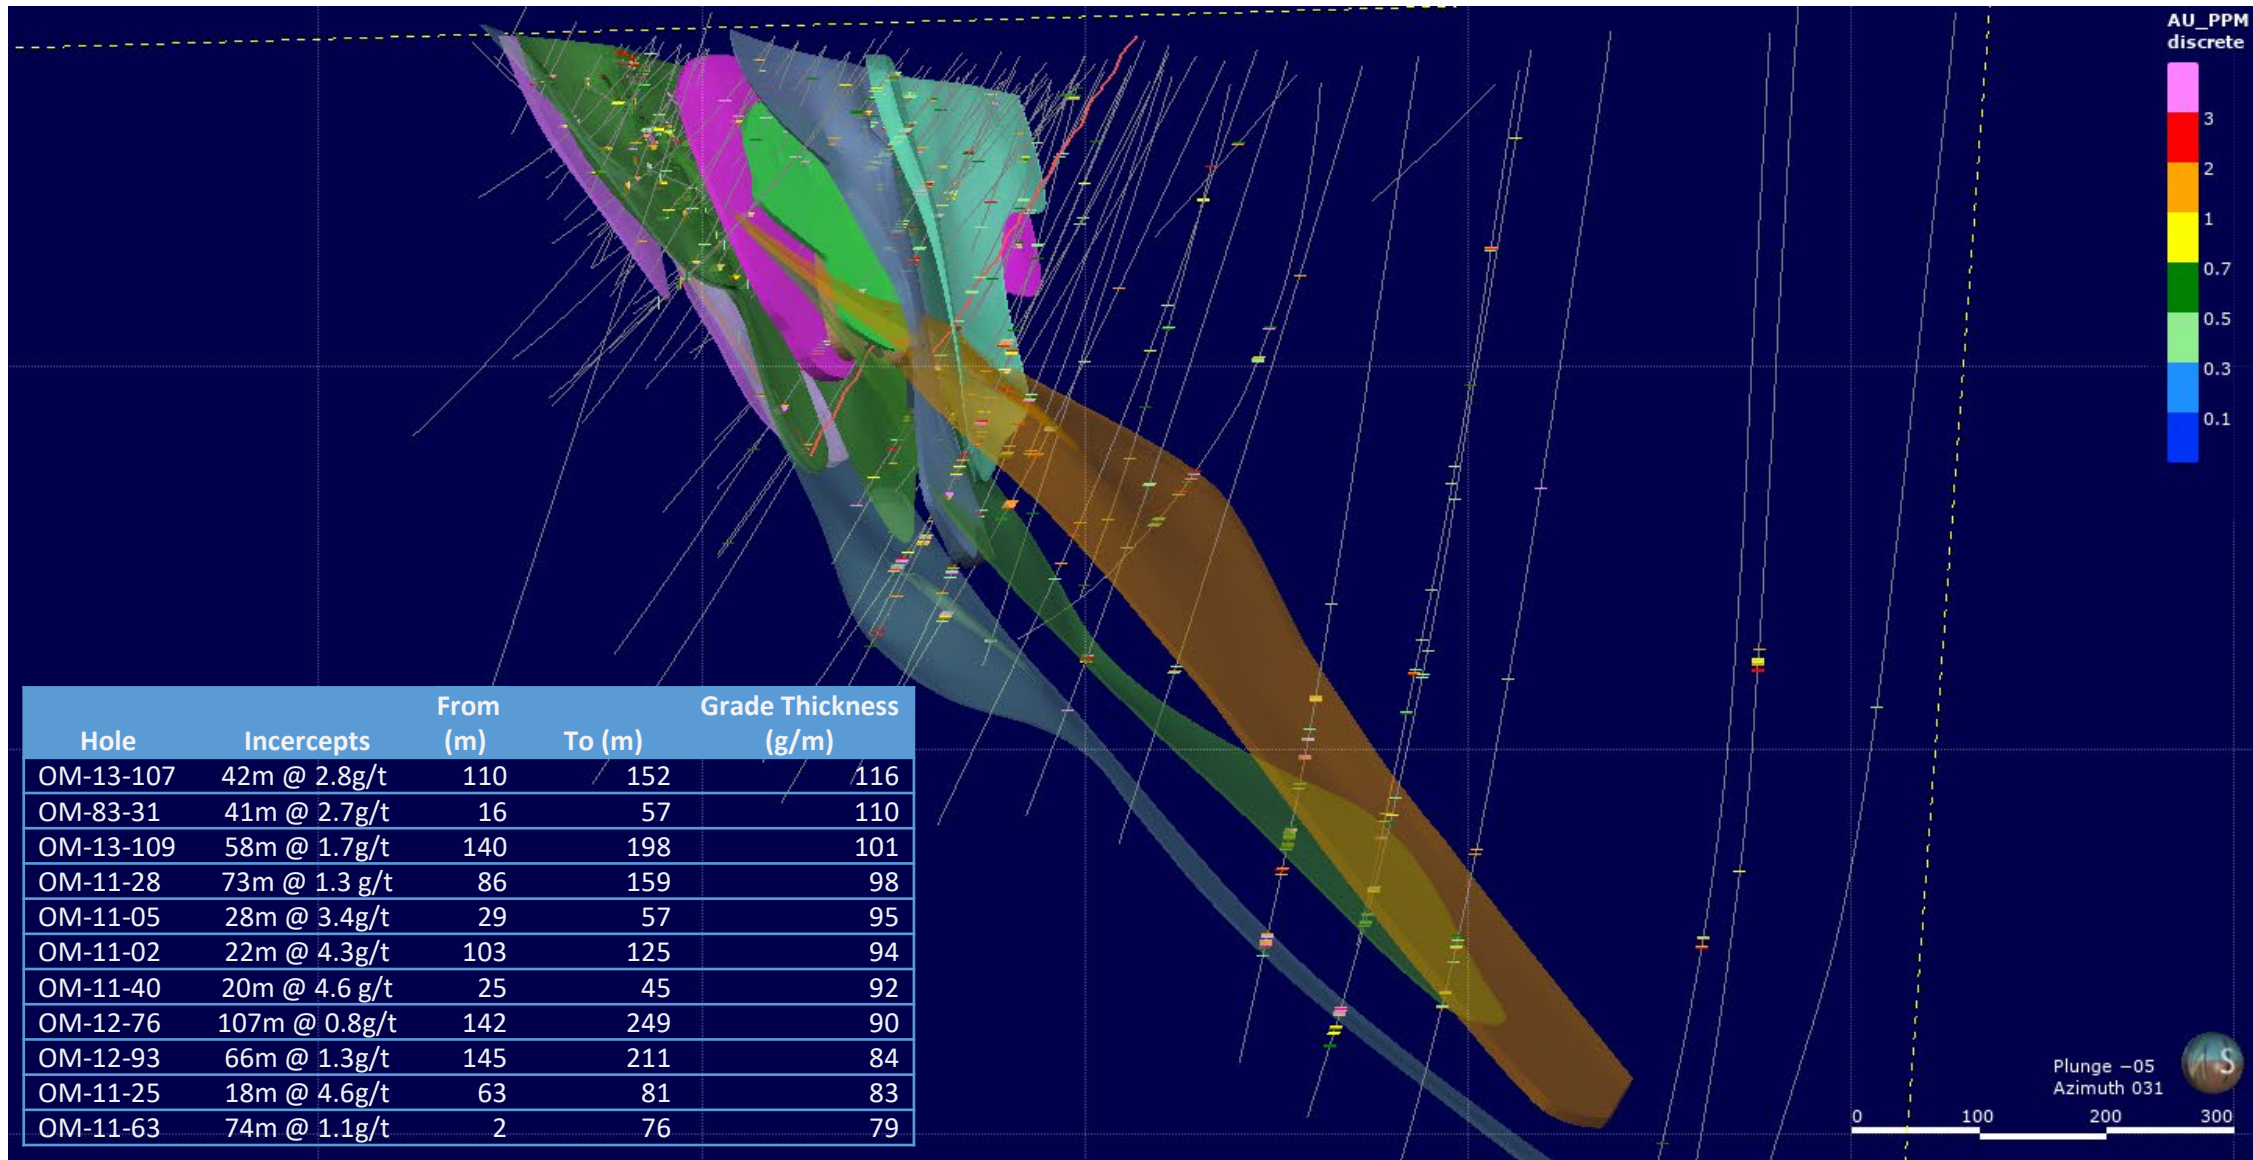 AU_PPM
discrete
3
2
1
0.7
0.5
0.3
0.1
From
Grade Thickness
Hole Incercepts (m) To (m) (g/m)
OM-13-107 42m @ 2.8g/t 110 152 116
OM-83-31 41m @ 2.7g/t 16 57 110
OM-13-109 58m @ 1.7g/t 140 198 101
OM-11-28 73m @ 1.3 g/t 86 159 98
OM-11-05 28m @ 3.4g/t 29 57 95
OM-11-02 22m @ 4.3g/t 103 125 94
OM-11-40 20m @ 4.6 g/t 25 45 92
OM-12-76 107m @ 0.8g/t 142 249 90
OM-12-93 66m @ 1.3g/t 145 211 84
OM-11-25 18m @ 4.6g/t 63 81 83
OM-11-63 74m @ 1.1g/t 2 76 79
Plunge −05
Azimuth 031
S
0 100 200 300